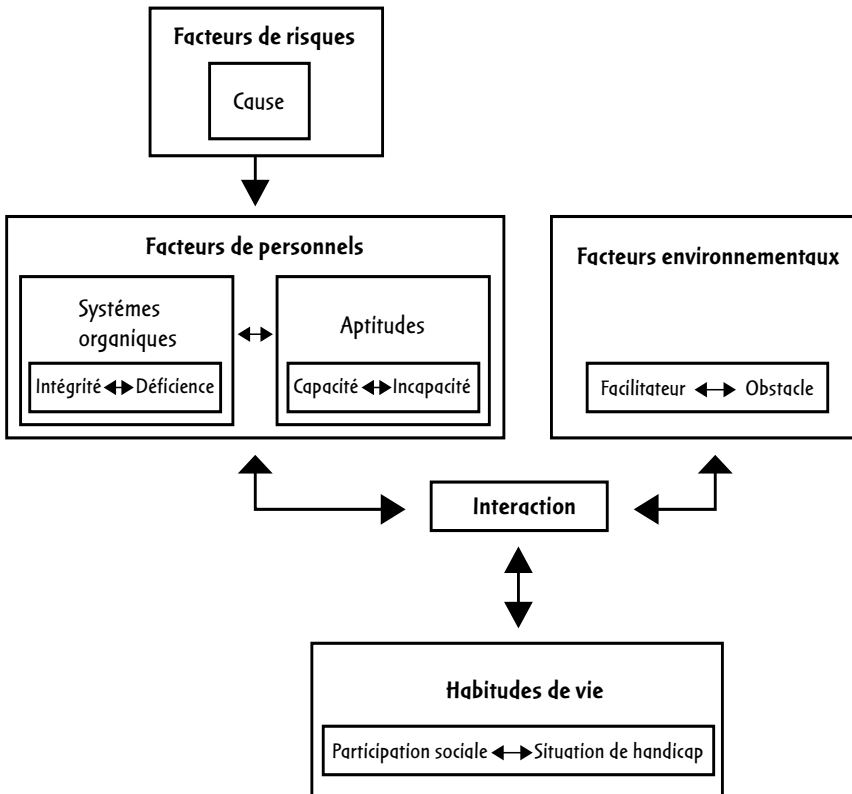 Facteurs de risques
Cause
Facteurs de personnels
Systémes
organiques
Intégrité Déficience
Aptitudes
Capacité Incapacité
Facteurs environnementaux
Facilitateur Obstacle
Interaction
Habitudes de vie
Participation sociale Situation de handicap